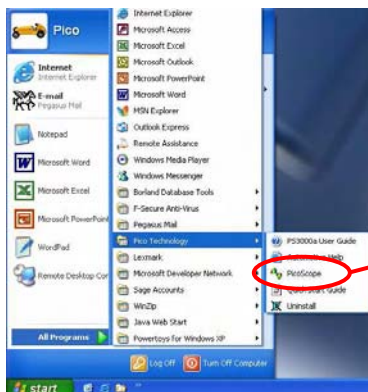 Pico
Internet
Internet Explorer
E-mail
Pegasus Mail
Notepad
Microsoft Word
Microsoft Excel
Microsoft PowerPoint
WordPad
Remote Desktop Con
All Programs
Internet Explorer
Microsoft Access
Microsoft Excel
Microsoft Outlook
Microsoft PowerPoint
Microsoft Word
MSN Explorer
Outlook Express
Remote Assistance
Windows Media Player
Windows Messenger
Borland Database Tools
F-Secure Anti-Virus
Pegasus Mail
Pico Technology
Lexmark
Microsoft Developer Network
Sage Accounts
WinZip
Java Web Start
Powertoys for Windows XP
PS3000a User Guide
Help
PicoScope
Quick Start Guide
Uninstall
Log Off
Turn Off Computer
start